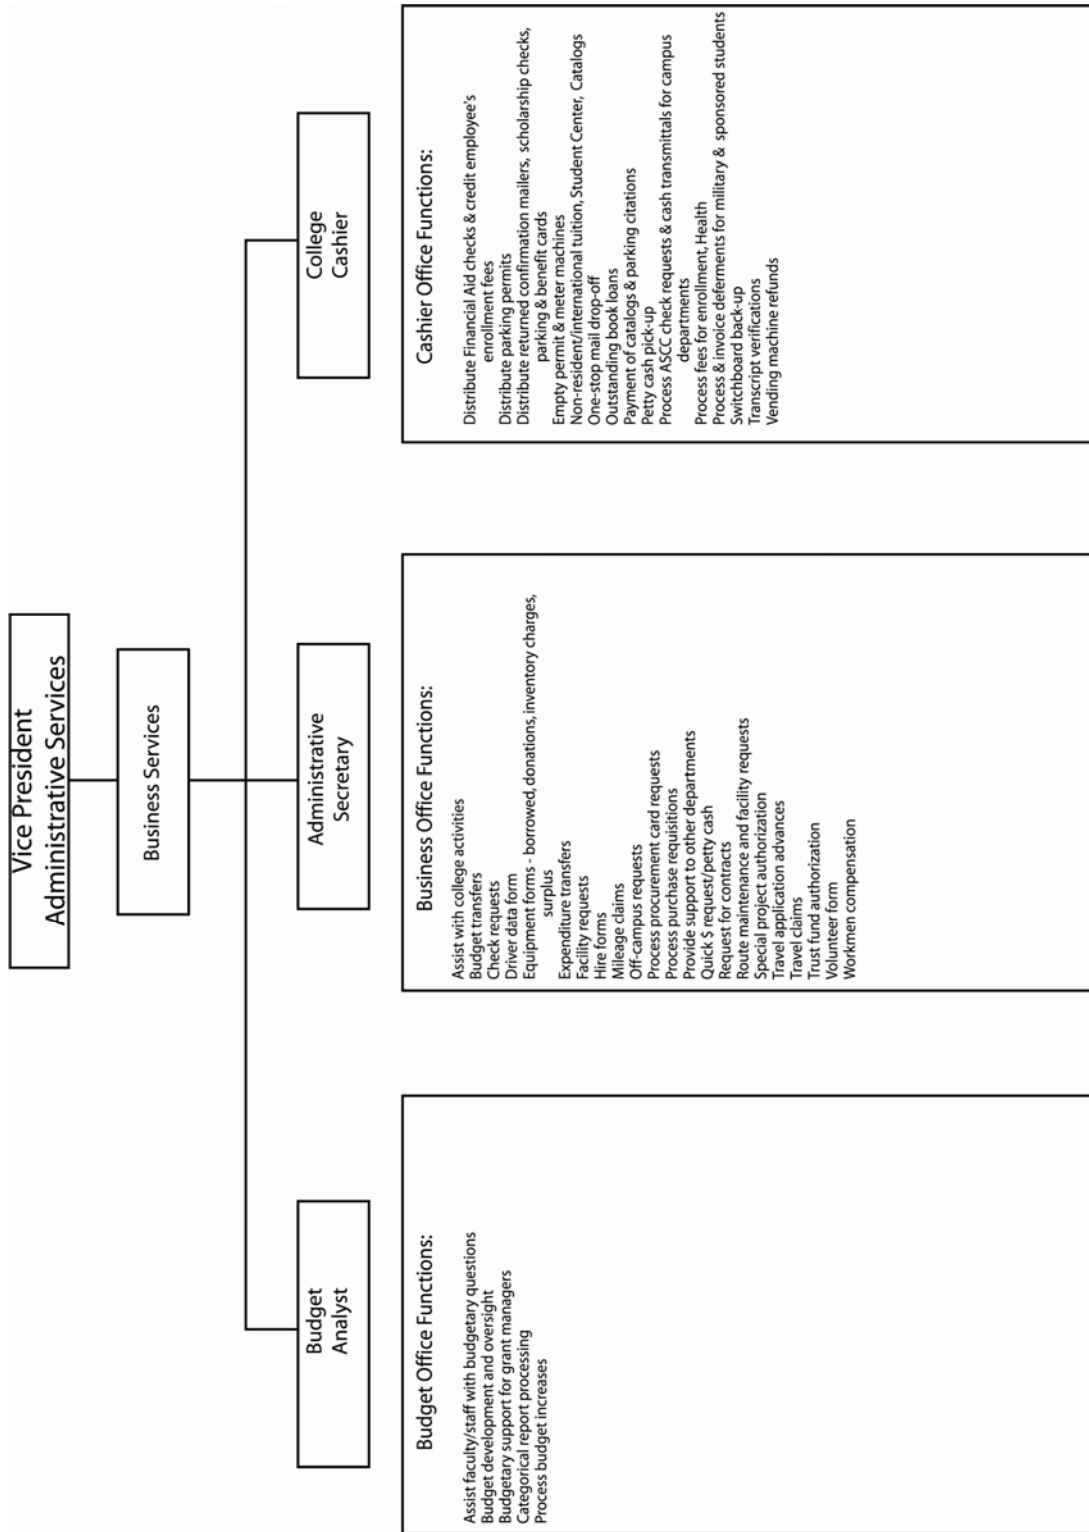 Vice President
Administrative Services
Business Services
Budget
Analyst
Administrative
Secretary
College
Cashier
Budget Office Functions:
Assist faculty/staff with budgetary questions
Budget development and oversight
Budgetary support for grant managers
Categorical report processing
Process budget increases
Business Office Functions:
Assist with college activities
Budget transfers
Check requests
Driver data form
Equipment forms - borrowed, donations, inventory charges,
surplus
Expenditure transfers
Facility requests
Hire forms
Mileage claims
Off-campus requests
Process procurement card requests
Process purchase requisitions
Provide support to other departments
Quick $ request/petty cash
Request for contracts
Route maintenance and facility requests
Special project authorization
Travel application advances
Travel claims
Trust fund authorization
Volunteer form
Workmen compensation
Cashier Office Functions:
Distribute Financial Aid checks & credit employee's
enrollment fees
Distribute parking permits
Distribute returned confirmation mailers, scholarship checks,
parking & benefit cards
Empty permit & meter machines
Non-resident/international tuition, Student Center, Catalogs
One-stop mail drop-off
Outstanding book loans
Payment of catalogs & parking citations
Petty cash pick-up
Process ASCC check requests & cash transmittals for campus
departments
Process fees for enrollment, Health
Process & invoice deferments for military & sponsored students
Switchboard back-up
Transcript verifications
Vending machine refunds